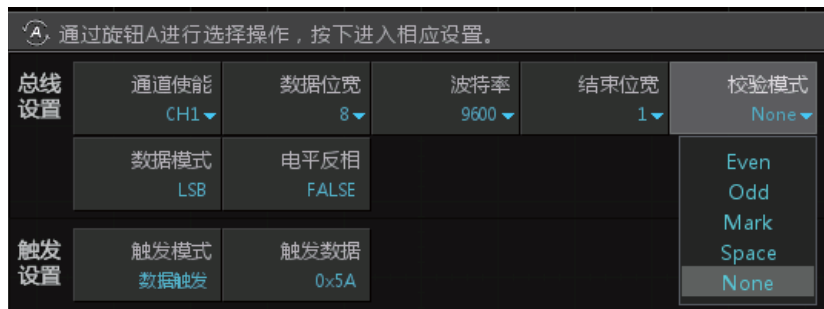 A 通过旋钮A进行选择操作，按下进入相应设置。
总线设置
通道使能 数据位宽 波特率 结束位宽 校验模式
CH1 8 9600 1 None
数据模式 电平反相
LSB FALSE
Even
Odd
Mark
Space
None
触发设置
触发模式 触发数据
数据触发 0x5A